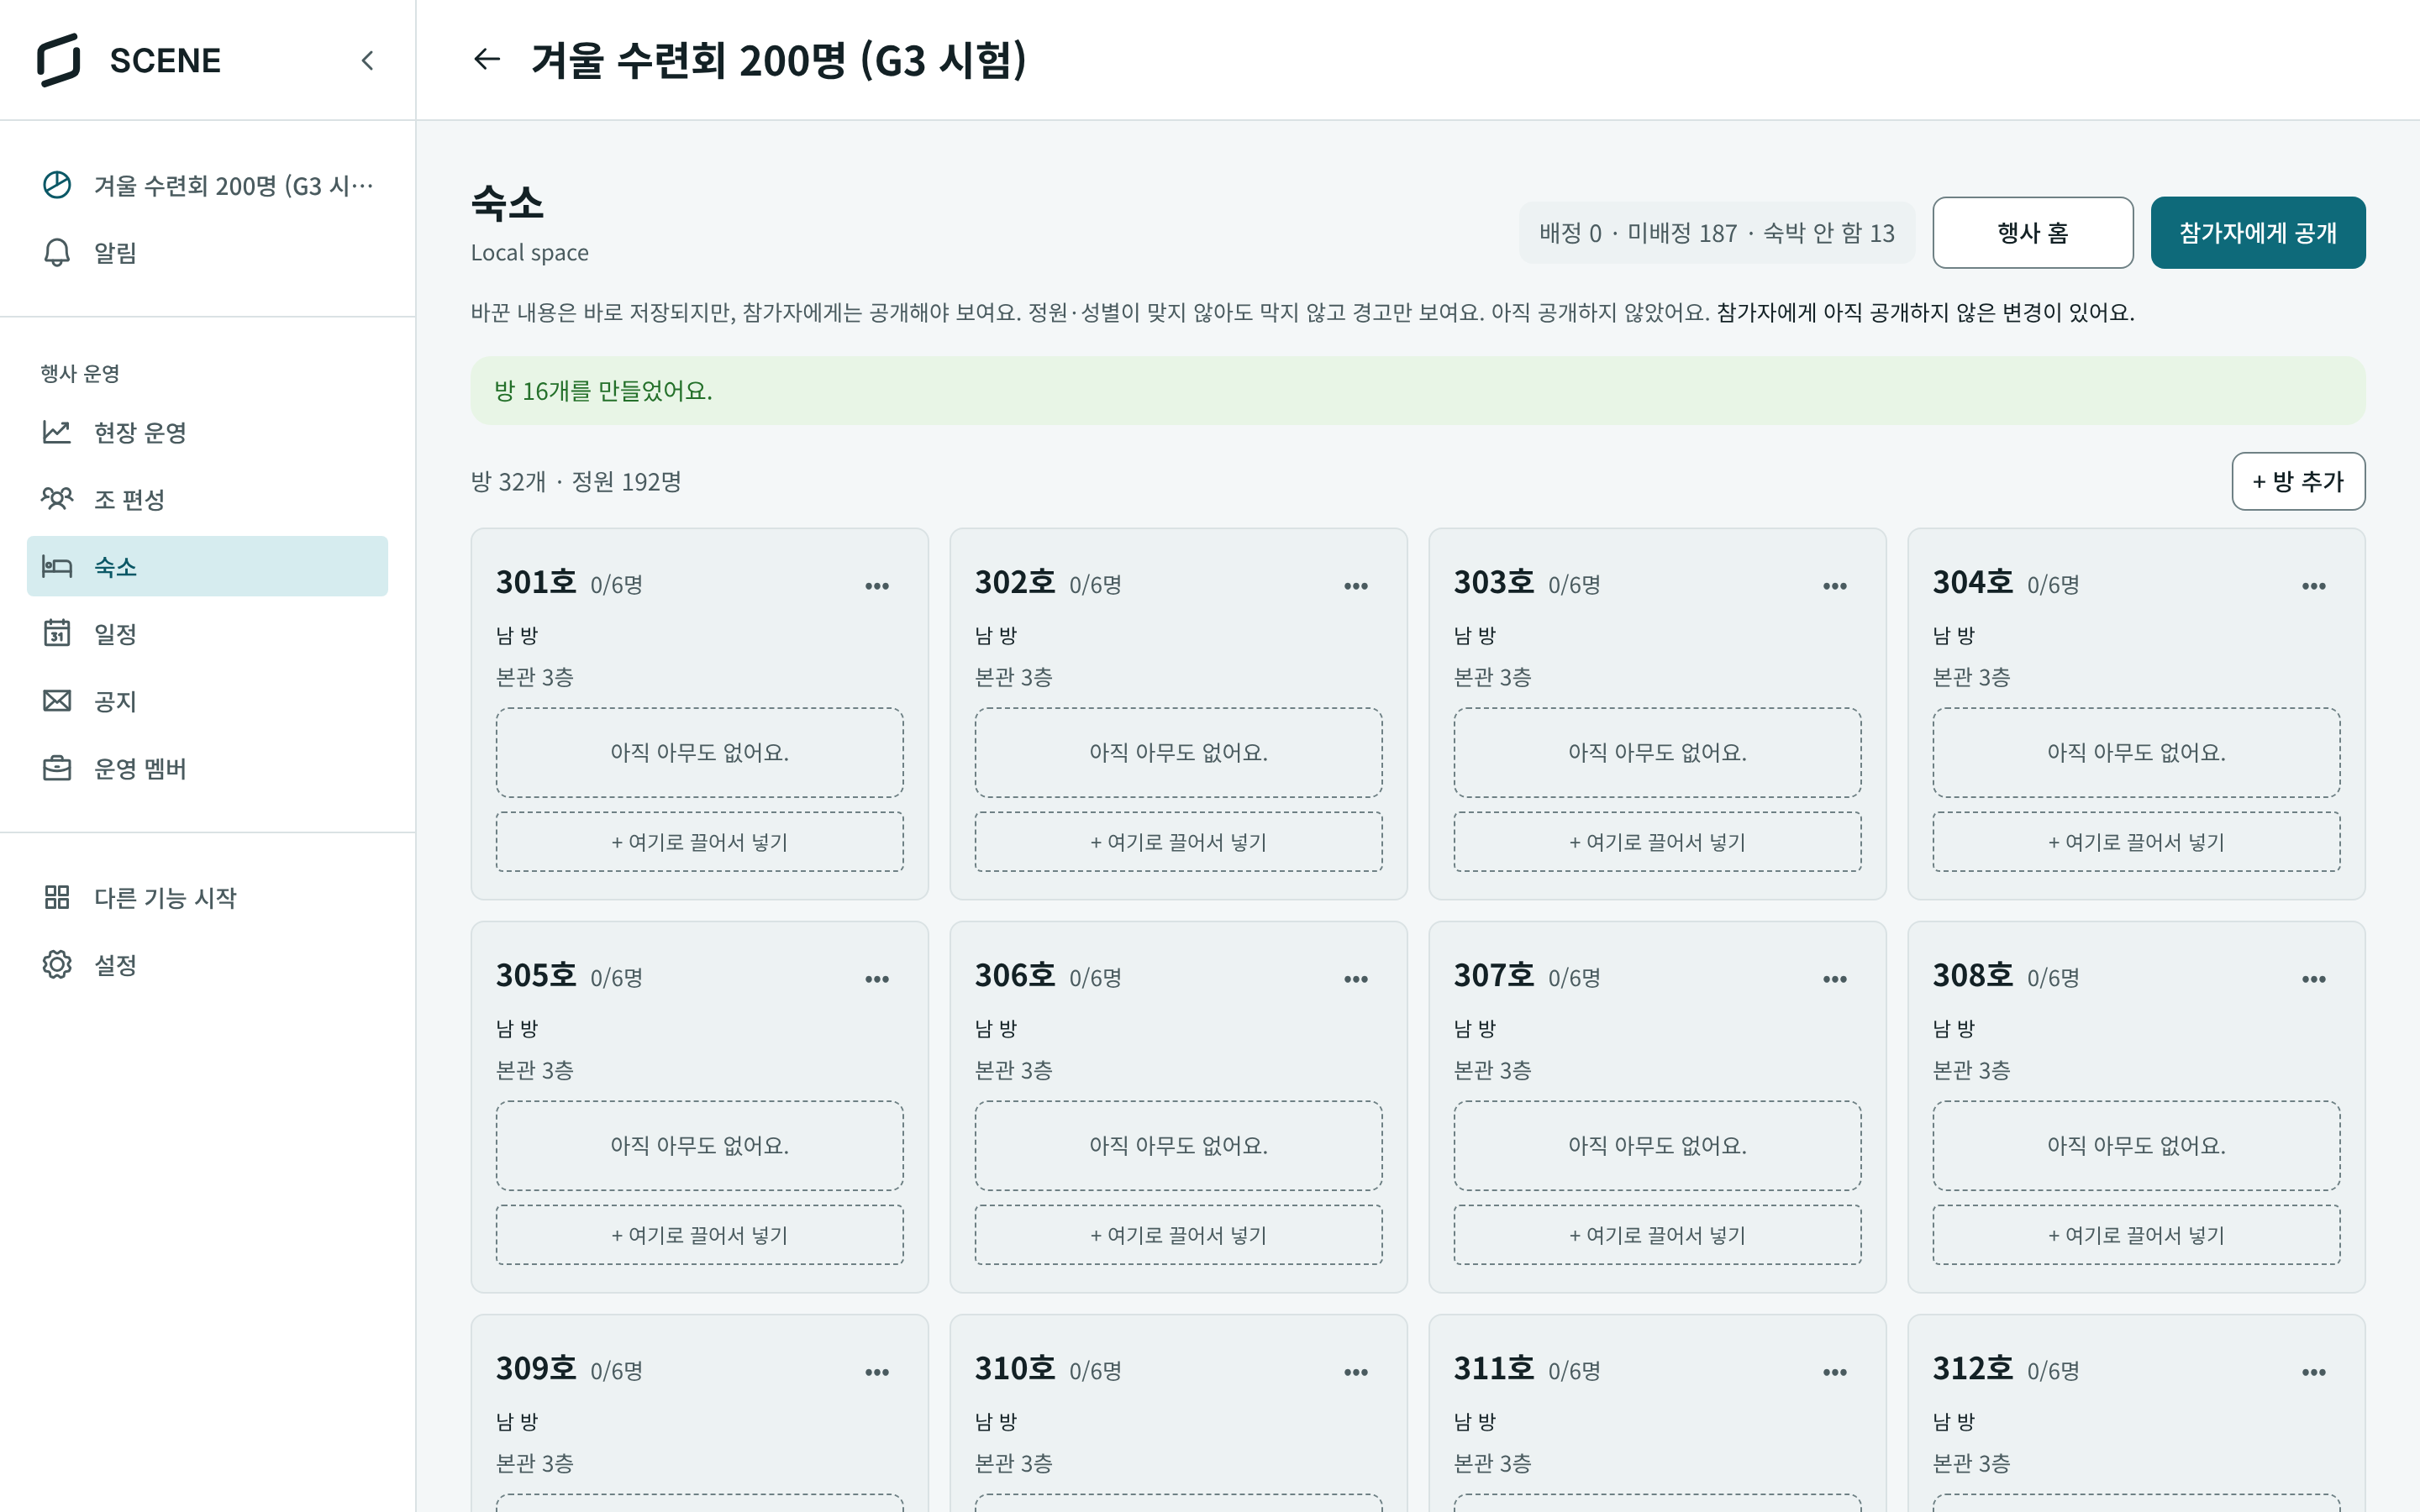 SCENE
겨울 수련회 200명 (G3 시험)
겨울 수련회 200명 (G3 시…
알림
행사 운영
현장 운영
조 편성
숙소
일정
공지
운영 멤버
다른 기능 시작
설정
숙소
Local space
배정 0 · 미배정 187 · 숙박 안 함 13
행사 홈
참가자에게 공개
바꾼 내용은 바로 저장되지만, 참가자에게는 공개해야 보여요. 정원·성별이 맞지 않아도 막지 않고 경고만 보여요. 아직 공개하지 않았어요. 참가자에게 아직 공개하지 않은 변경이 있어요.
방 16개를 만들었어요.
방 32개 · 정원 192명
+ 방 추가
301호 0/6명
남 방
본관 3층
아직 아무도 없어요.
+ 여기로 끌어서 넣기
302호 0/6명
남 방
본관 3층
아직 아무도 없어요.
+ 여기로 끌어서 넣기
303호 0/6명
남 방
본관 3층
아직 아무도 없어요.
+ 여기로 끌어서 넣기
304호 0/6명
남 방
본관 3층
아직 아무도 없어요.
+ 여기로 끌어서 넣기
305호 0/6명
남 방
본관 3층
아직 아무도 없어요.
+ 여기로 끌어서 넣기
306호 0/6명
남 방
본관 3층
아직 아무도 없어요.
+ 여기로 끌어서 넣기
307호 0/6명
남 방
본관 3층
아직 아무도 없어요.
+ 여기로 끌어서 넣기
308호 0/6명
남 방
본관 3층
아직 아무도 없어요.
+ 여기로 끌어서 넣기
309호 0/6명
남 방
본관 3층
310호 0/6명
남 방
본관 3층
311호 0/6명
남 방
본관 3층
312호 0/6명
남 방
본관 3층